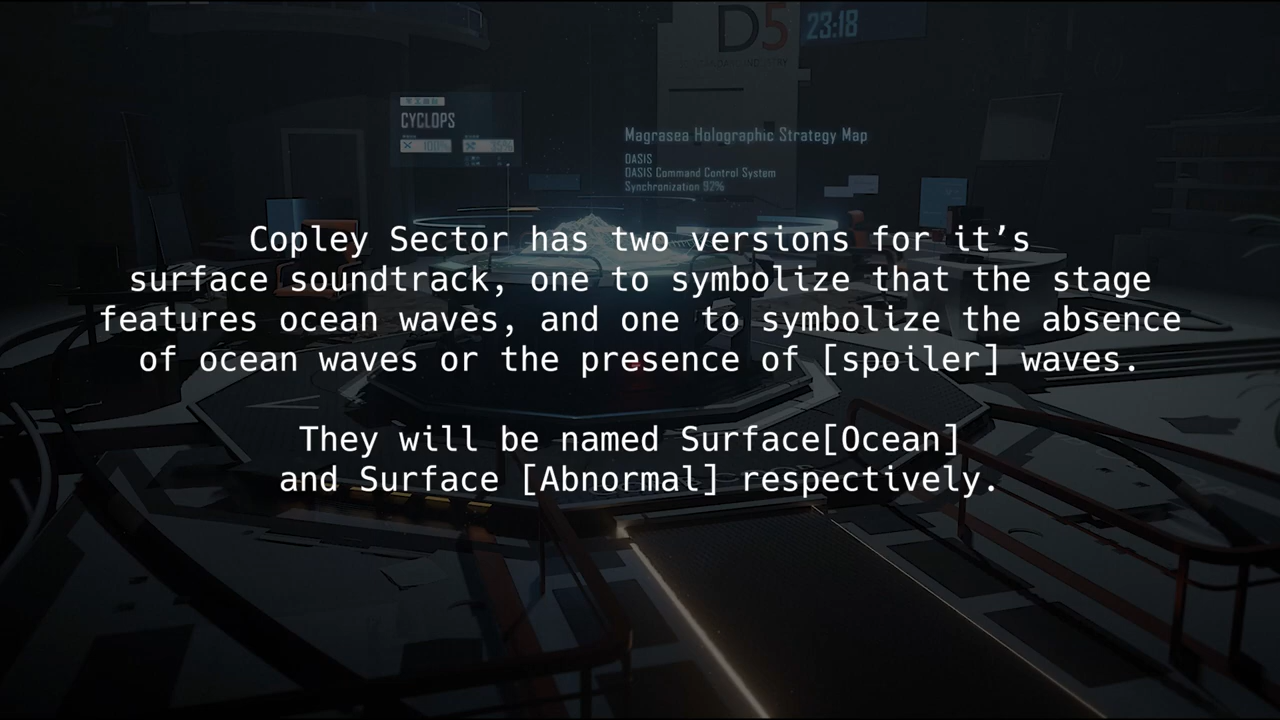 D5
23:18
CYCLOPS
100%
35%
Magrasea Holographic Strategy Map
OASIS
OASIS Command Control System
Synchronization 92%
Copley Sector has two versions for it’s
surface soundtrack, one to symbolize that the stage
features ocean waves, and one to symbolize the absence
of ocean waves or the presence of [spoiler] waves.
They will be named Surface[Ocean]
and Surface [Abnormal] respectively.